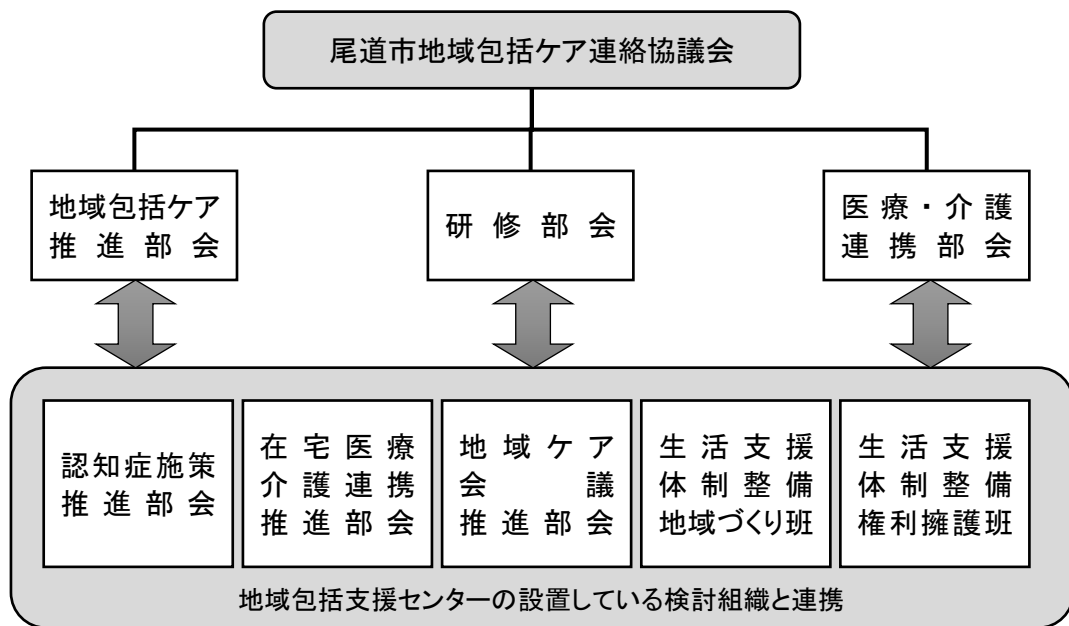 尾道市地域包括ケア連絡協議会
地域包括ケア
推進部会
研修部会
医療・介護
連携部会
認知症施策
推進部会
在宅医療
介護連携
推進部会
地域ケア
会議
推進部会
生活支援
体制整備
地域づくり班
生活支援
体制整備
権利擁護班
地域包括支援センターの設置している検討組織と連携